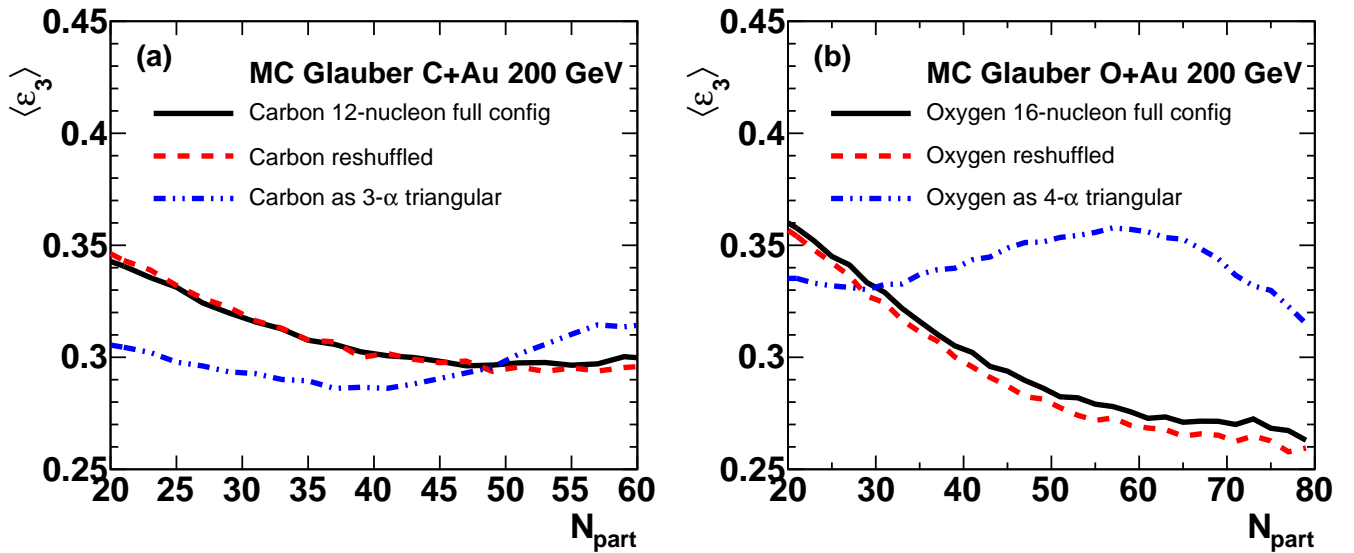 (a)
MC Glauber C+Au 200 GeV
Carbon 12-nucleon full config
Carbon reshuffled
Carbon as 3-α triangular
⟨ε₃⟩
0.45
0.4
0.35
0.3
0.25
20 25 30 35 40 45 50 55 60
N_part
(b)
MC Glauber O+Au 200 GeV
Oxygen 16-nucleon full config
Oxygen reshuffled
Oxygen as 4-α triangular
⟨ε₃⟩
0.45
0.4
0.35
0.3
0.25
20 30 40 50 60 70 80
N_part